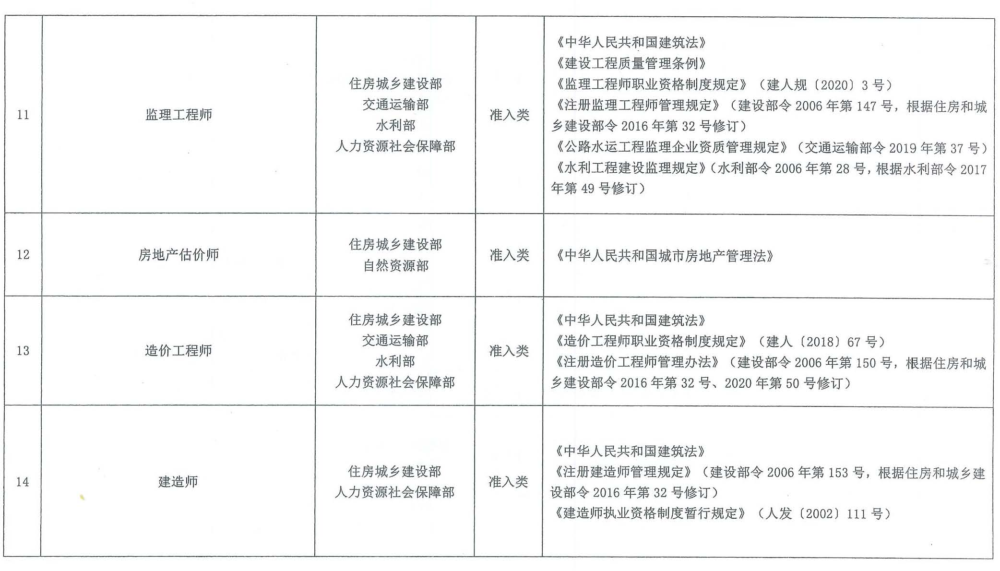 11
监理工程师
住房城乡建设部
交通运输部
水利部
人力资源社会保障部
准入类
《中华人民共和国建筑法》
《建设工程质量管理条例》
《监理工程师职业资格制度规定》（建人规〔2020〕3号）
《注册监理工程师管理规定》（建设部令2006年第147号，根据住房和城
乡建设部令2016年第32号修订）
《公路水运工程监理企业资质管理规定》（交通运输部令2019年第37号）
《水利工程建设监理规定》（水利部令2006年第28号，根据水利部令2017
年第49号修订）
12
房地产估价师
住房城乡建设部
自然资源部
准入类
《中华人民共和国城市房地产管理法》
13
造价工程师
住房城乡建设部
交通运输部
水利部
人力资源社会保障部
准入类
《中华人民共和国建筑法》
《造价工程师职业资格制度规定》（建人〔2018〕67号）
《注册造价工程师管理办法》（建设部令2006年第150号，根据住房和城
乡建设部令2016年第32号、2020年第50号修订）
14
建造师
住房城乡建设部
人力资源社会保障部
准入类
《中华人民共和国建筑法》
《注册建造师管理规定》（建设部令2006年第153号，根据住房和城乡建
设部令2016年第32号修订）
《建造师执业资格制度暂行规定》（人发〔2002〕111号）